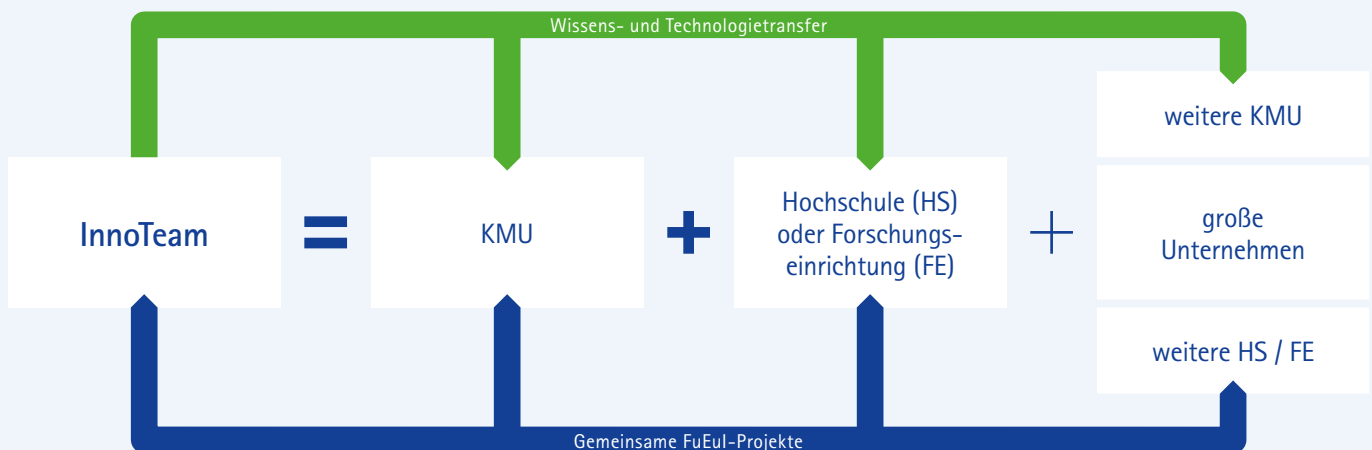 Wissens- und Technologietransfer
weitere KMU
InnoTeam
=
KMU
+
Hochschule (HS)
oder Forschungs-
einrichtung (FE)
+
große
Unternehmen
weitere HS / FE
Gemeinsame FuEuI-Projekte